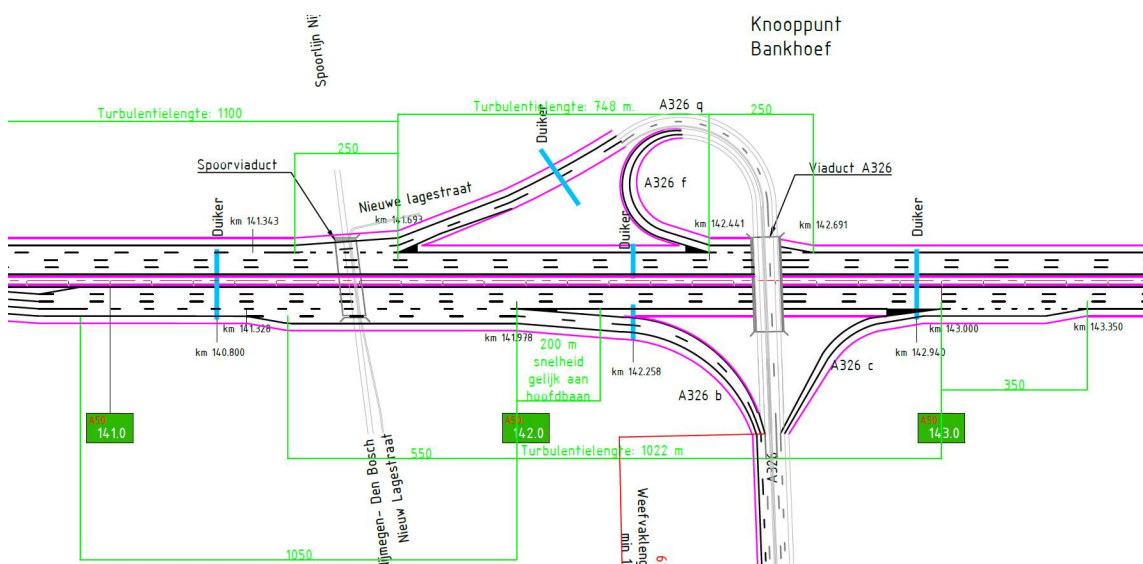 Knooppunt
Bankhoef
Spoorlijn Nij
Turbulentielengte: 1100
Turbulentielengte: 748 m.
A326 q
250
Duiker
250
Spoorviaduct
Nieuwe lagestraat
A326 f
Viaduct A326
Duiker
km 141.343
km 141.693
Duiker
km 142.441
km 142.691
Duiker
km 141.328
km 140.800
km 141.978
km 142.258
km 143.000
km 142.940
km 143.350
200 m
snelheid
gelijk aan
hoofdbaan
A326 b
A326 c
350
A50
141.0
A50
142.0
A50
143.0
550
Turbulentielengte: 1022 m
A326
Nijmegen- Den Bosch
Nieuw Lagestraat
Weefvakleng
min 1
1050